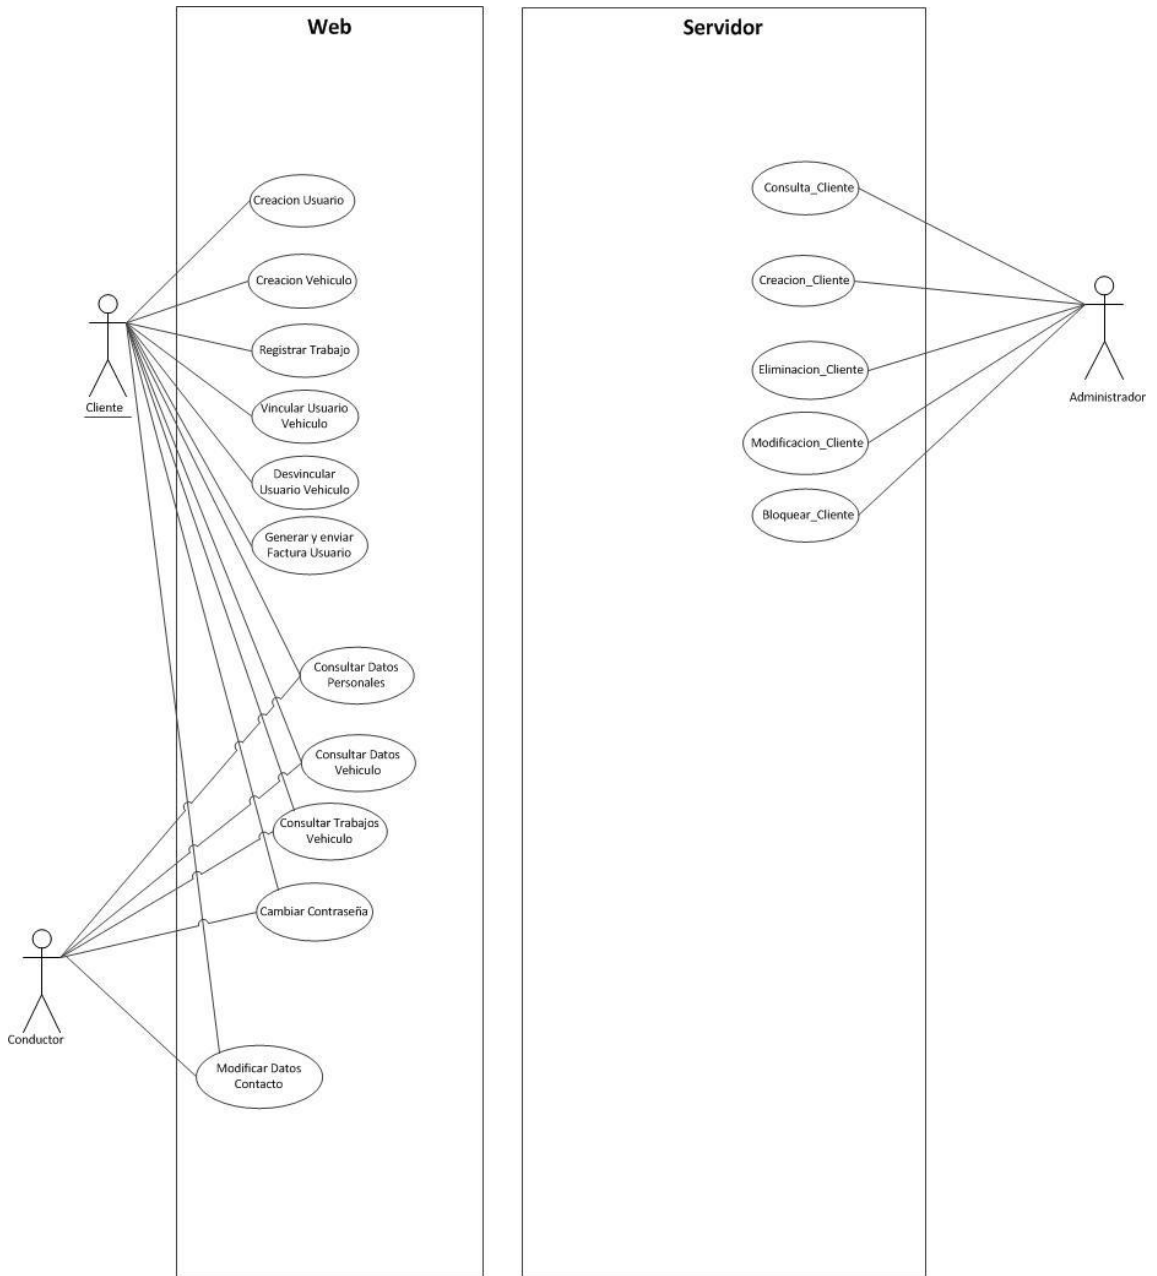 Web
Creacion Usuario
Creacion Vehiculo
Registrar Trabajo
Cliente
Vincular Usuario
Vehiculo
Desvincular
Usuario Vehiculo
Generar y enviar
Factura Usuario
Consultar Datos
Personales
Consultar Datos
Vehiculo
Consultar Trabajos
Vehiculo
Cambiar Contraseña
Conductor
Modificar Datos
Contacto
Servidor
Consulta_Cliente
Creacion_Cliente
Eliminacion_Cliente
Administrador
Modificacion_Cliente
Bloquear_Cliente